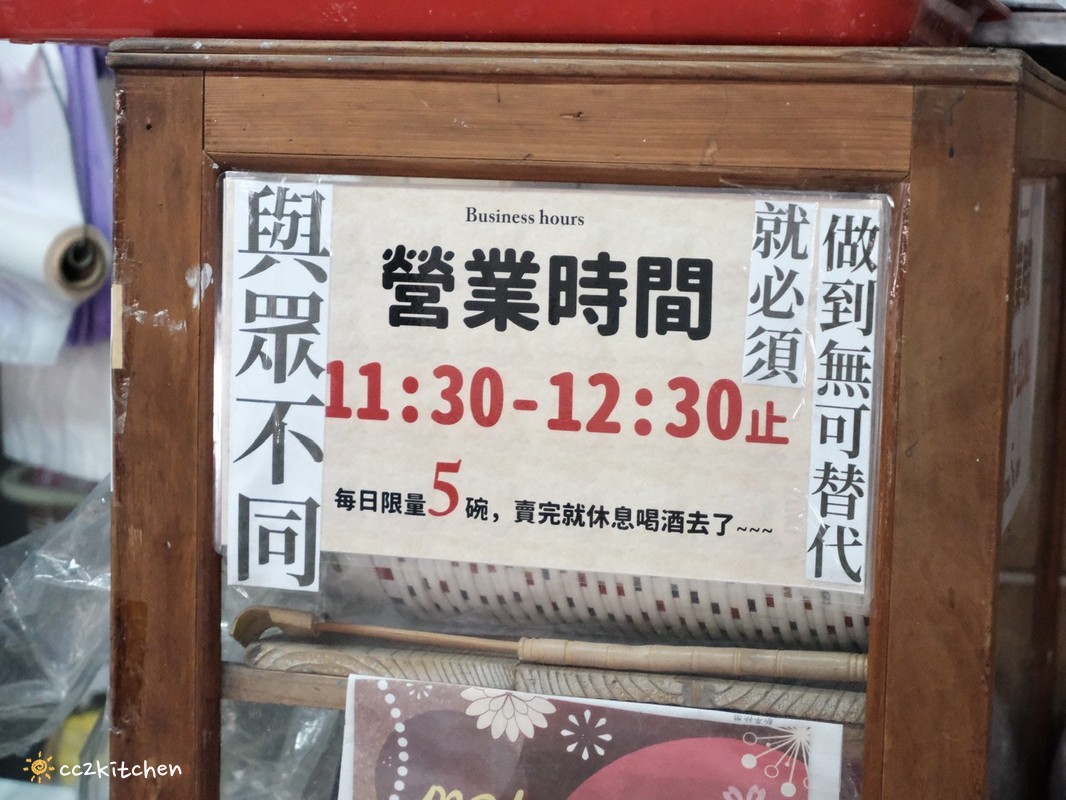 做到無可替代
就必須
與眾不同
Business hours
營業時間
11:30-12:30止
每日限量5碗，賣完就休息喝酒去了~~~
cc2kitchen